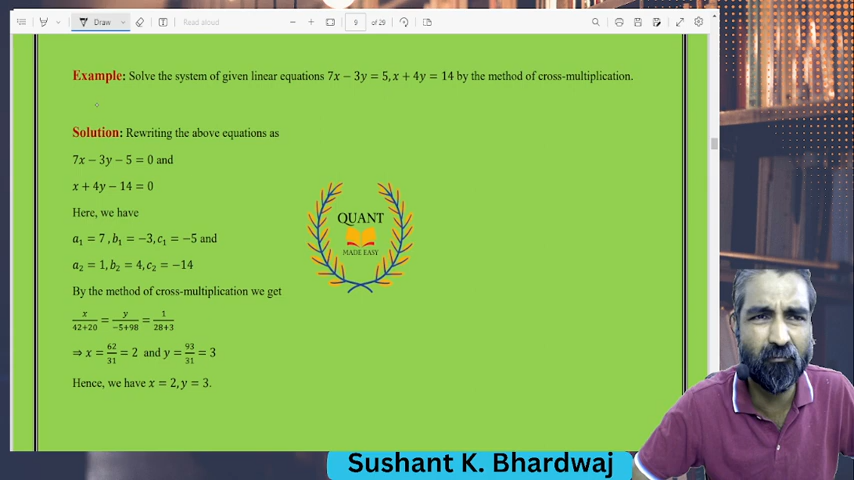 Draw
Read aloud
9 of 29
Example: Solve the system of given linear equations 7x − 3y = 5, x + 4y = 14 by the method of cross-multiplication.
Solution: Rewriting the above equations as
7x − 3y − 5 = 0 and
x + 4y − 14 = 0
Here, we have
a₁ = 7 , b₁ = −3, c₁ = −5 and
a₂ = 1, b₂ = 4, c₂ = −14
By the method of cross-multiplication we get
x/42+20 = y/−5+98 = 1/28+3
⇒ x = 62/31 = 2 and y = 93/31 = 3
Hence, we have x = 2, y = 3.
QUANT
MADE EASY
Sushant K. Bhardwaj